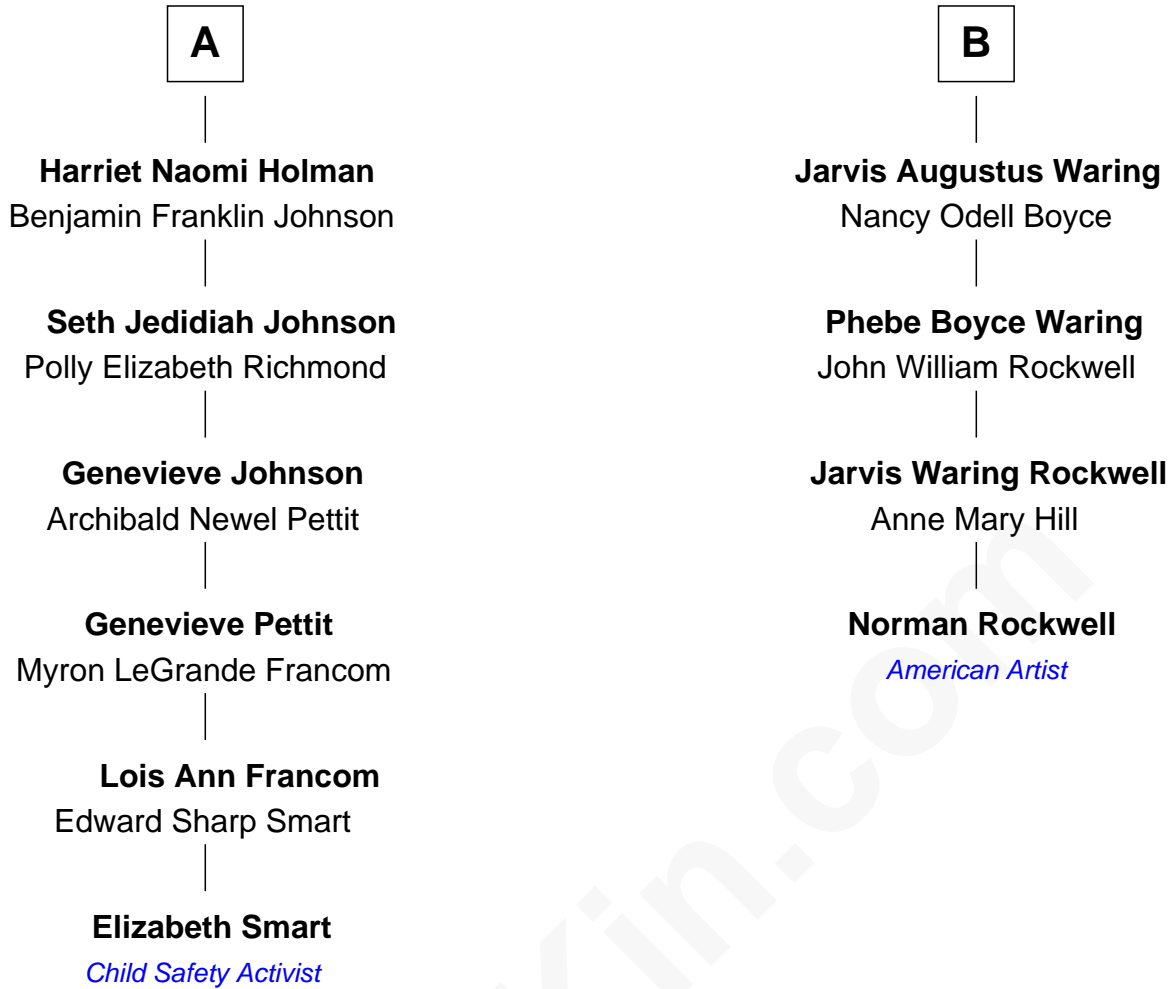 A
Harriet Naomi Holman
Benjamin Franklin Johnson
Seth Jedidiah Johnson
Polly Elizabeth Richmond
Genevieve Johnson
Archibald Newel Pettit
Genevieve Pettit
Myron LeGrande Francom
Lois Ann Francom
Edward Sharp Smart
Elizabeth Smart
Child Safety Activist
B
Jarvis Augustus Waring
Nancy Odell Boyce
Phebe Boyce Waring
John William Rockwell
Jarvis Waring Rockwell
Anne Mary Hill
Norman Rockwell
American Artist
Kin.com